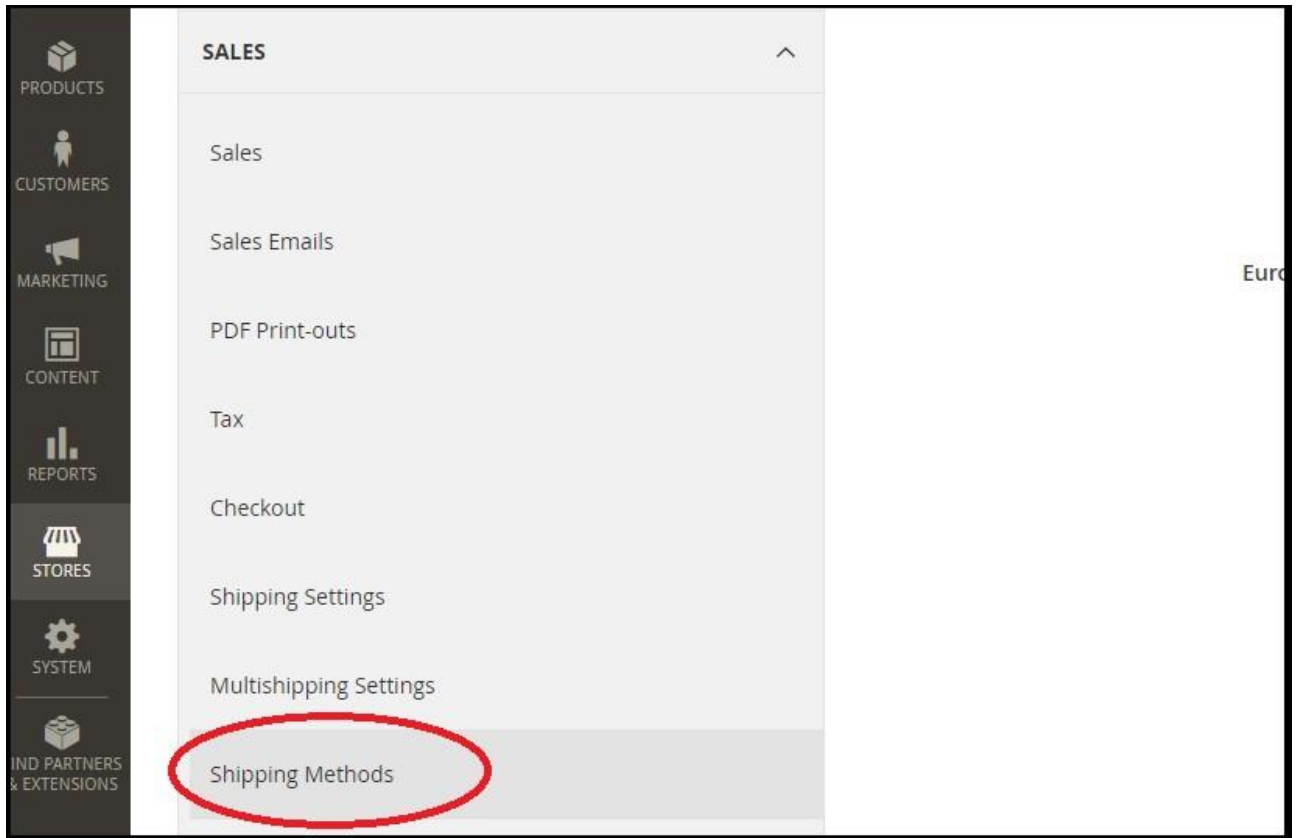 PRODUCTS
CUSTOMERS
MARKETING
CONTENT
REPORTS
STORES
SYSTEM
IND PARTNERS
& EXTENSIONS
SALES
Sales
Sales Emails
PDF Print-outs
Tax
Checkout
Shipping Settings
Multishipping Settings
Shipping Methods
Euro